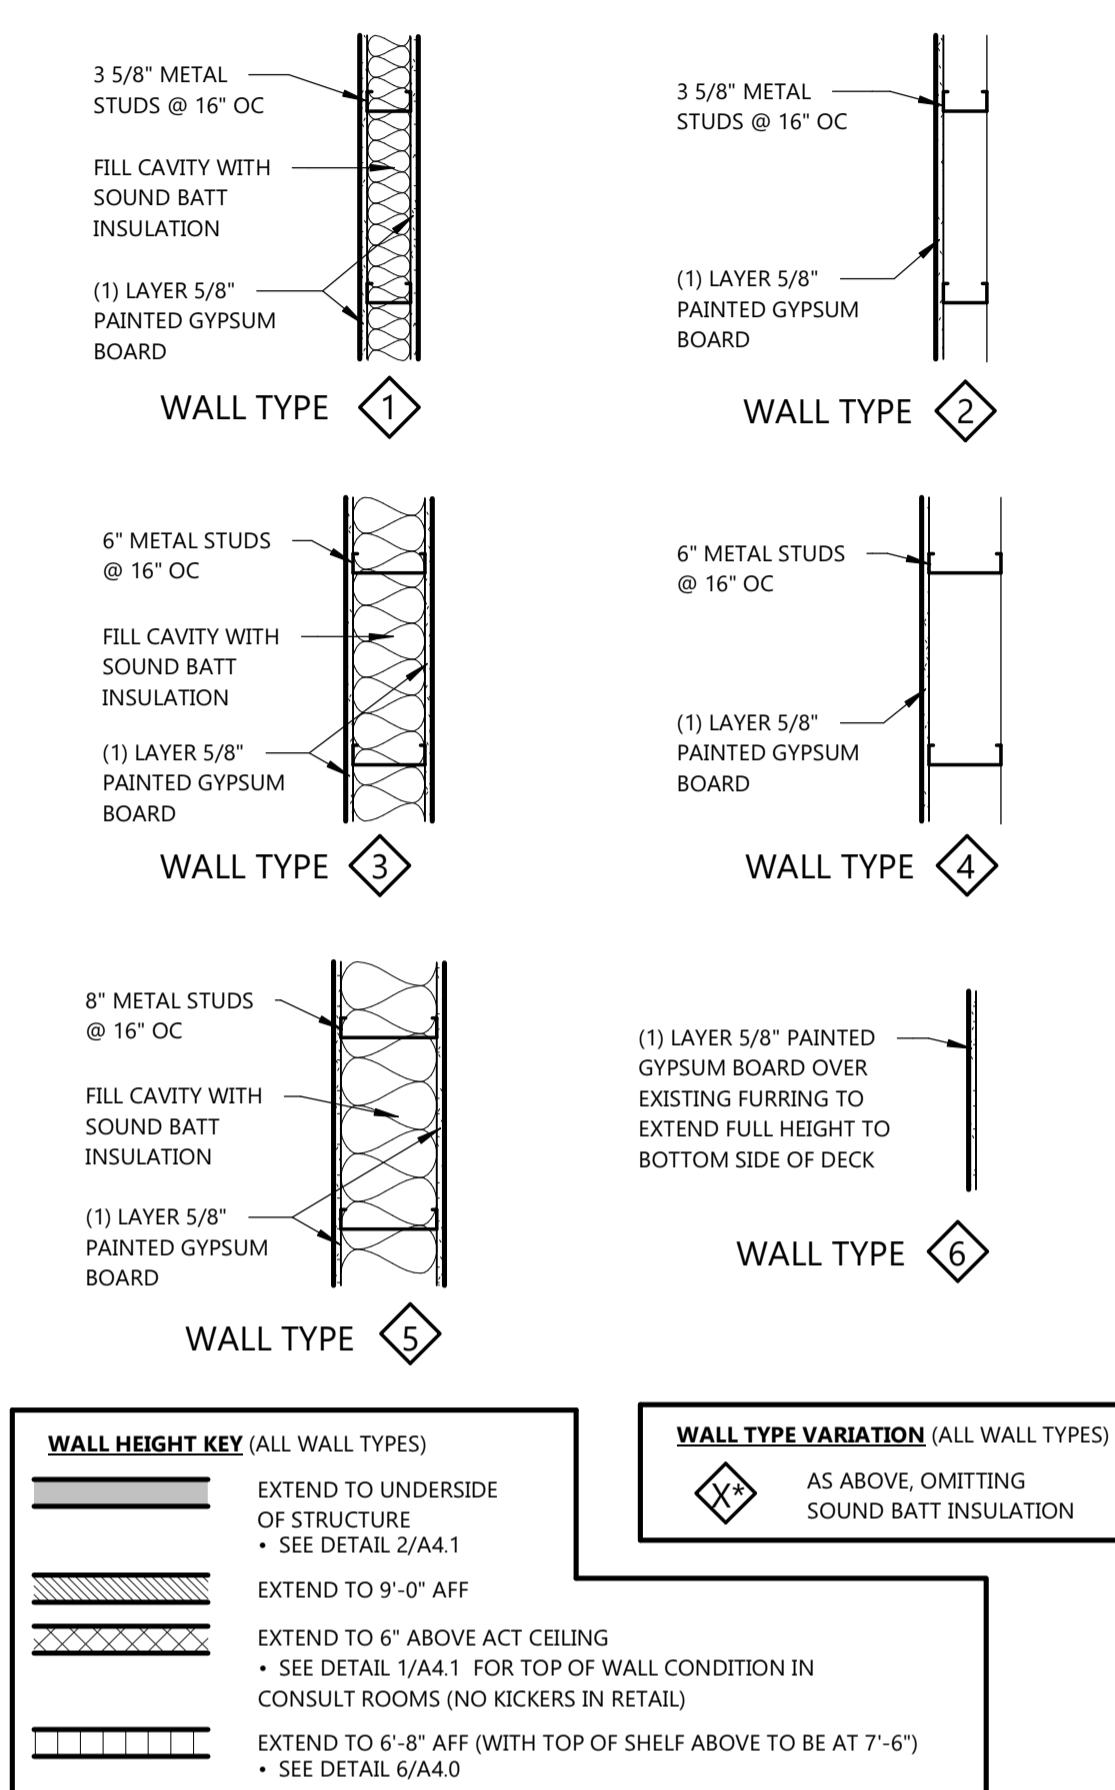 3 5/8" METAL
STUDS @ 16" OC
FILL CAVITY WITH
SOUND BATT
INSULATION
(1) LAYER 5/8"
PAINTED GYPSUM
BOARD
WALL TYPE 1
3 5/8" METAL
STUDS @ 16" OC
(1) LAYER 5/8"
PAINTED GYPSUM
BOARD
WALL TYPE 2
6" METAL STUDS
@ 16" OC
FILL CAVITY WITH
SOUND BATT
INSULATION
(1) LAYER 5/8"
PAINTED GYPSUM
BOARD
WALL TYPE 3
6" METAL STUDS
@ 16" OC
(1) LAYER 5/8"
PAINTED GYPSUM
BOARD
WALL TYPE 4
8" METAL STUDS
@ 16" OC
FILL CAVITY WITH
SOUND BATT
INSULATION
(1) LAYER 5/8"
PAINTED GYPSUM
BOARD
WALL TYPE 5
(1) LAYER 5/8" PAINTED
GYPSUM BOARD OVER
EXISTING FURRING TO
EXTEND FULL HEIGHT TO
BOTTOM SIDE OF DECK
WALL TYPE 6
WALL HEIGHT KEY (ALL WALL TYPES)
EXTEND TO UNDERSIDE
OF STRUCTURE
• SEE DETAIL 2/A4.1
EXTEND TO 9'-0" AFF
EXTEND TO 6" ABOVE ACT CEILING
• SEE DETAIL 1/A4.1 FOR TOP OF WALL CONDITION IN
CONSULT ROOMS (NO KICKERS IN RETAIL)
EXTEND TO 6'-8" AFF (WITH TOP OF SHELF ABOVE TO BE AT 7'-6")
• SEE DETAIL 6/A4.0
WALL TYPE VARIATION (ALL WALL TYPES)
X* AS ABOVE, OMITTING
SOUND BATT INSULATION